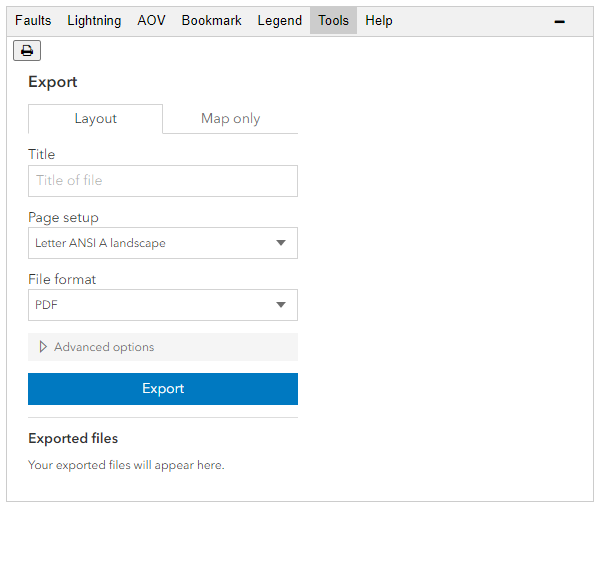 Faults Lightning AOV Bookmark Legend Tools Help
Export
Layout Map only
Title
Title of file
Page setup
Letter ANSI A landscape
File format
PDF
Advanced options
Export
Exported files
Your exported files will appear here.